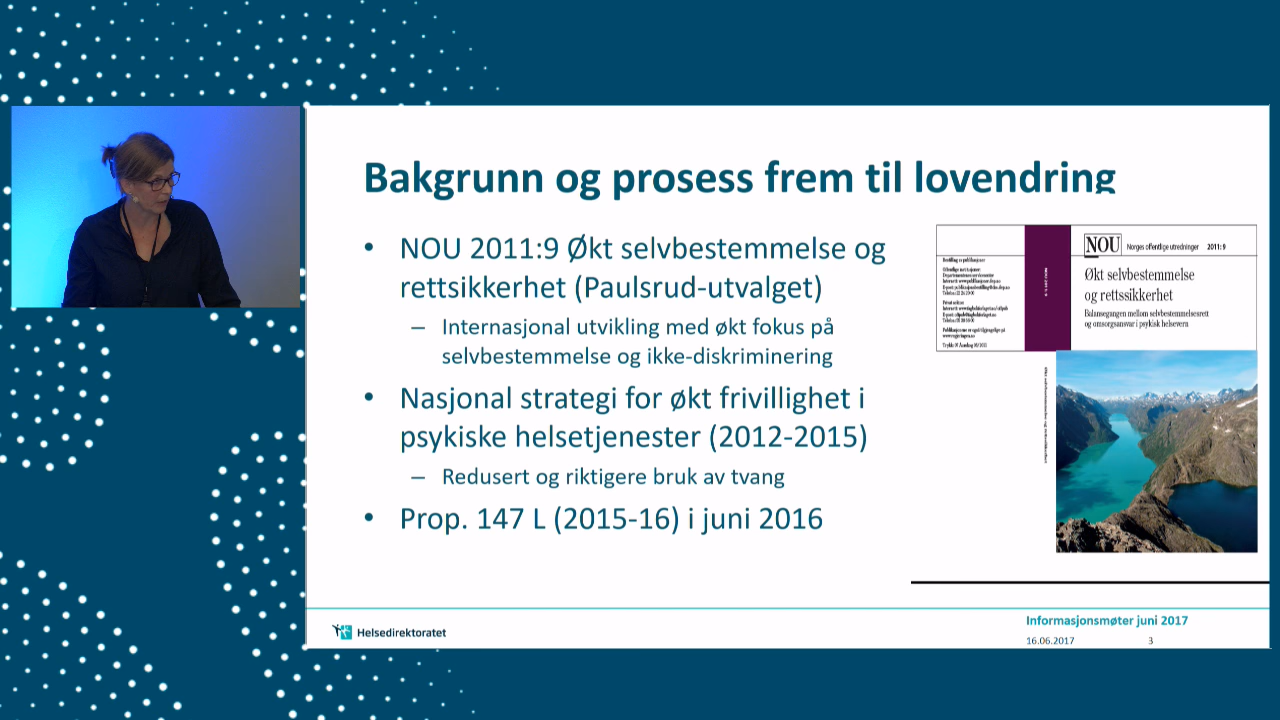 Bakgrunn og prosess frem til lovendring
• NOU 2011:9 Økt selvbestemmelse og
rettsikkerhet (Paulsrud-utvalget)
– Internasjonal utvikling med økt fokus på
selvbestemmelse og ikke-diskriminering
• Nasjonal strategi for økt frivillighet i
psykiske helsetjenester (2012-2015)
– Redusert og riktigere bruk av tvang
• Prop. 147 L (2015-16) i juni 2016
NOU Norges offentlige utredninger 2011: 9
Økt selvbestemmelse
og rettssikkerhet
Balansegangen mellom selvbestemmelsesrett
og omsorgsansvar i psykisk helsevern
Helsedirektoratet
Informasjonsmøter juni 2017
16.06.2017 3